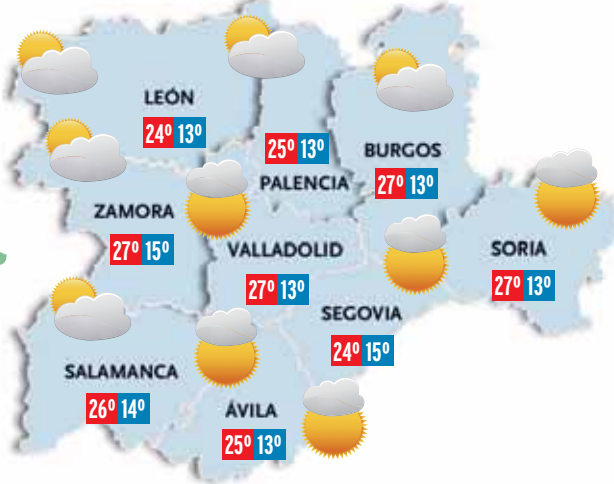 LEÓN
24º 13º
25º 13º
PALENCIA
BURGOS
27º 13º
ZAMORA
27º 15º
VALLADOLID
27º 13º
SORIA
27º 13º
SEGOVIA
24º 15º
SALAMANCA
26º 14º
ÁVILA
25º 13º